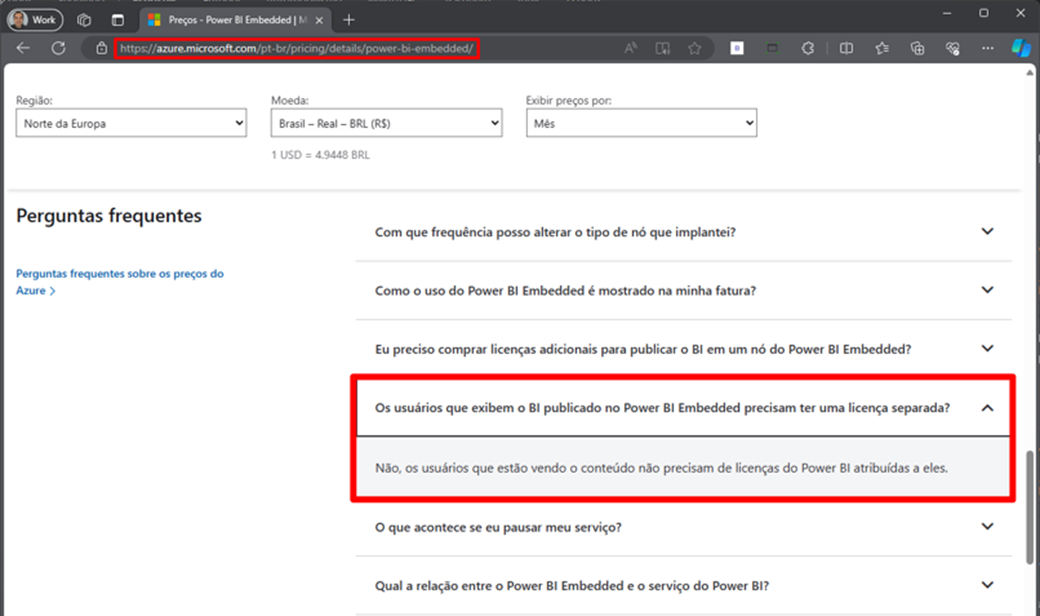 Work
Preços - Power BI Embedded | M
https://azure.microsoft.com/pt-br/pricing/details/power-bi-embedded/
Região:
Moeda:
Exibir preços por:
Norte da Europa
Brasil – Real – BRL (R$)
Mês
1 USD = 4.9448 BRL
Perguntas frequentes
Perguntas frequentes sobre os preços do
Azure
Com que frequência posso alterar o tipo de nó que implantei?
Como o uso do Power BI Embedded é mostrado na minha fatura?
Eu preciso comprar licenças adicionais para publicar o BI em um nó do Power BI Embedded?
Os usuários que exibem o BI publicado no Power BI Embedded precisam ter uma licença separada?
Não, os usuários que estão vendo o conteúdo não precisam de licenças do Power BI atribuídas a eles.
O que acontece se eu pausar meu serviço?
Qual a relação entre o Power BI Embedded e o serviço do Power BI?